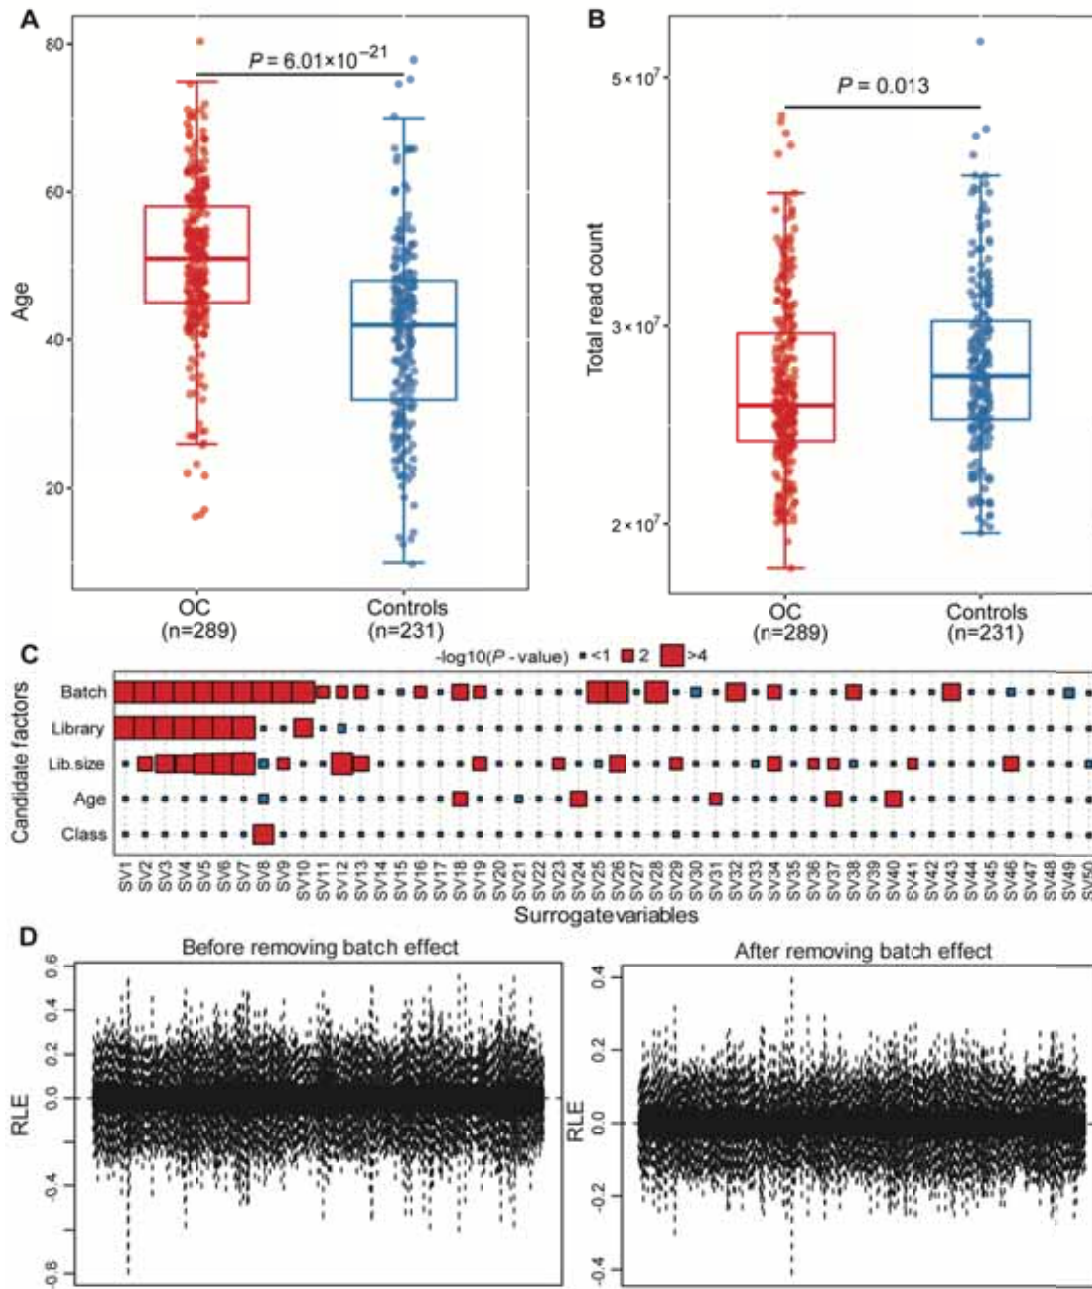 A
80
60
40
20
Age
P = 6.01×10⁻²¹
OC
(n=289)
Controls
(n=231)
B
5×10⁷
3×10⁷
2×10⁷
Total read count
P = 0.013
OC
(n=289)
Controls
(n=231)
C
-log10(P - value) <1 2 >4
Candidate factors
Batch
Library
Lib.size
Age
Class
SV1
SV2
SV3
SV4
SV5
SV6
SV7
SV8
SV9
SV10
SV11
SV12
SV13
SV14
SV15
SV16
SV17
SV18
SV19
SV20
SV21
SV22
SV23
SV24
SV25
SV26
SV27
SV28
SV29
SV30
SV31
SV32
SV33
SV34
SV35
SV36
SV37
SV38
SV39
SV40
SV41
SV42
SV43
SV44
SV45
SV46
SV47
SV48
SV49
SV50
Surrogatevariables
D
Before removing batch effect
0.6
0.4
0.2
0.0
-0.4
-0.8
RLE
After removing batch effect
0.4
0.2
0.0
-0.2
-0.4
RLE